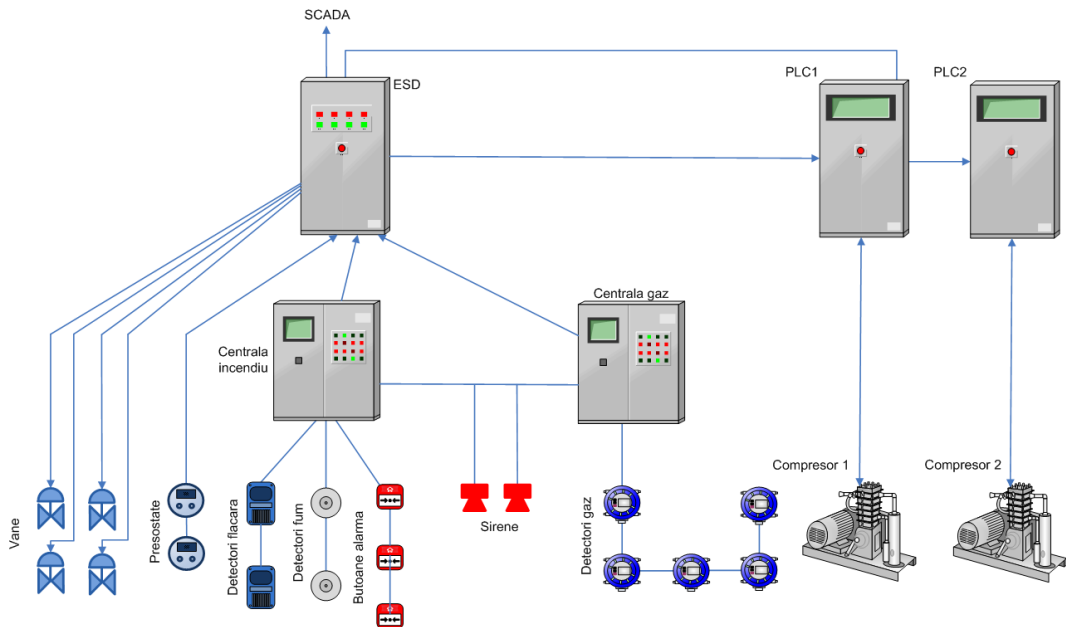 SCADA
ESD
PLC1
PLC2
Centrala gaz
Centrala
incendiu
Compresor 1
Compresor 2
Vane
Presostate
Detectori flacara
Detectori fum
Butoane alarma
Sirene
Detectori gaz